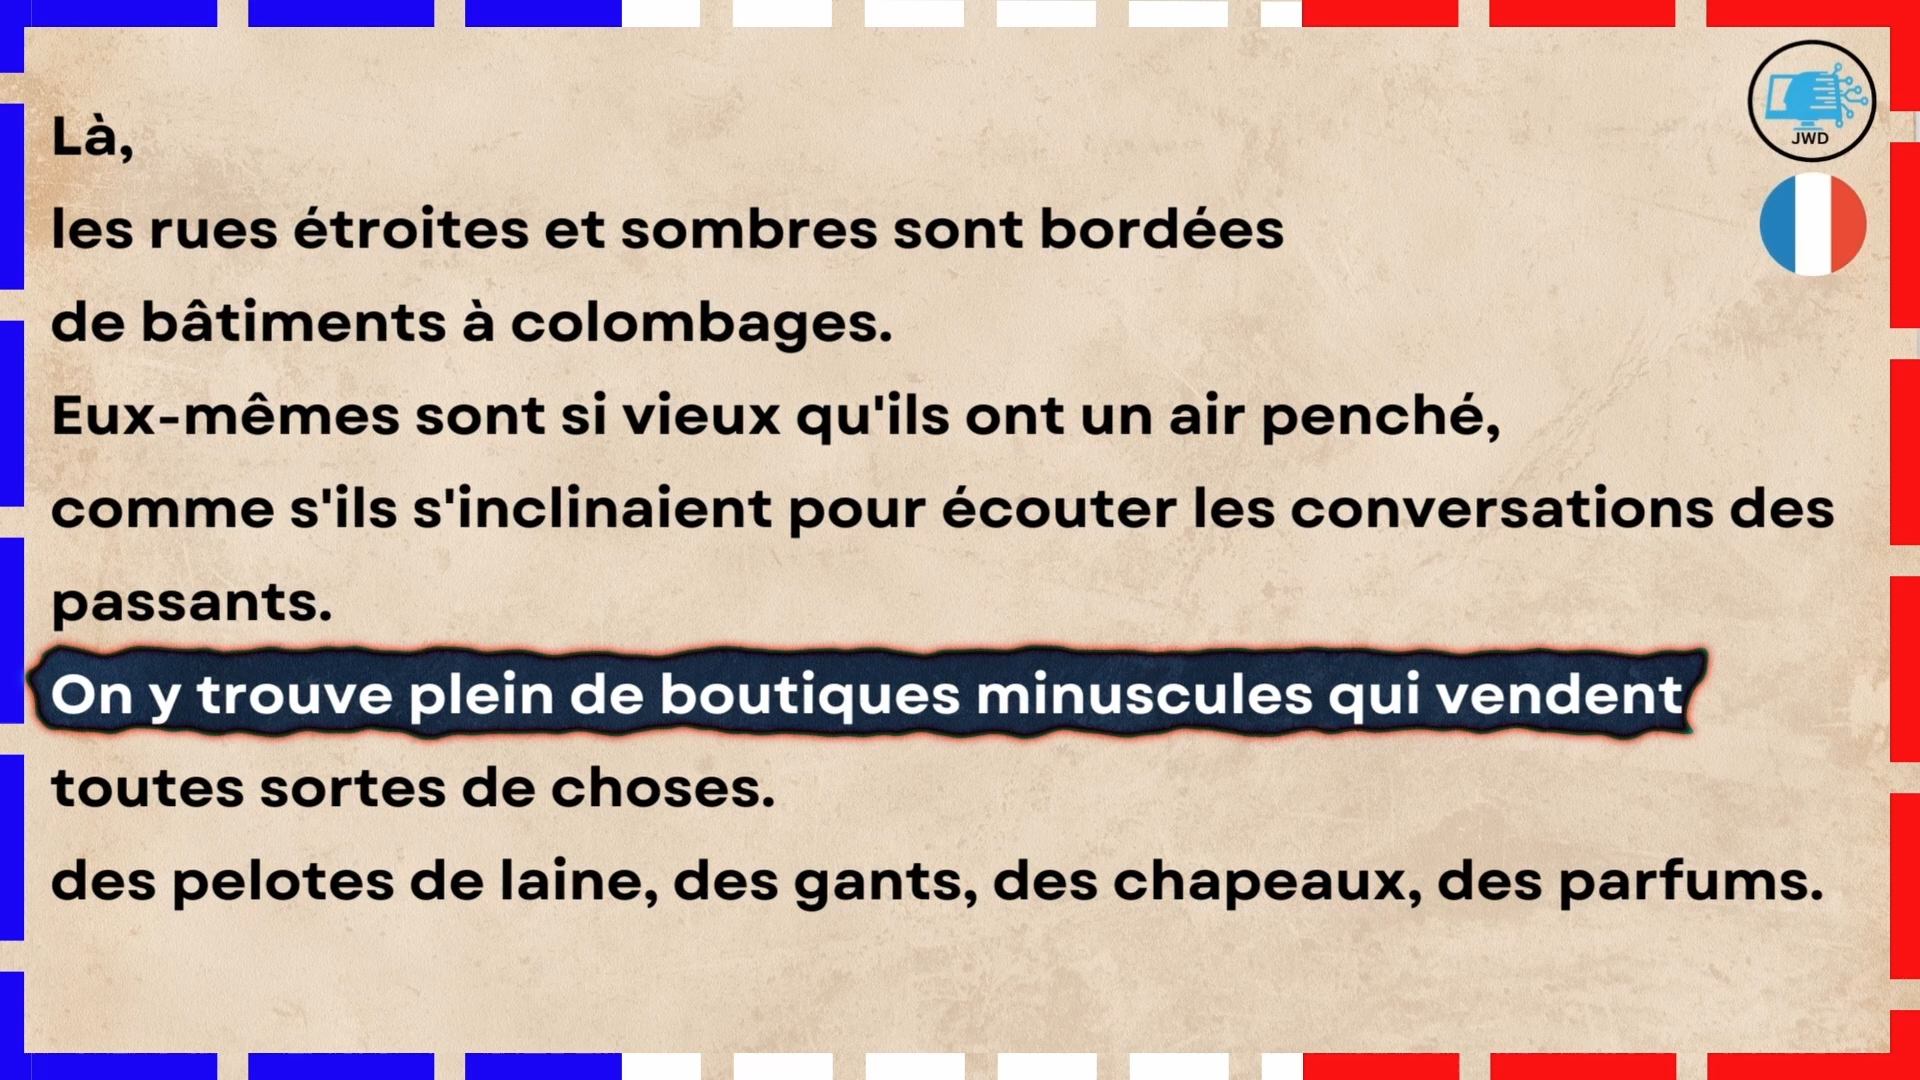 JWD
Là,
les rues étroites et sombres sont bordées
de bâtiments à colombages.
Eux-mêmes sont si vieux qu'ils ont un air penché,
comme s'ils s'inclinaient pour écouter les conversations des
passants.
On y trouve plein de boutiques minuscules qui vendent
toutes sortes de choses.
des pelotes de laine, des gants, des chapeaux, des parfums.